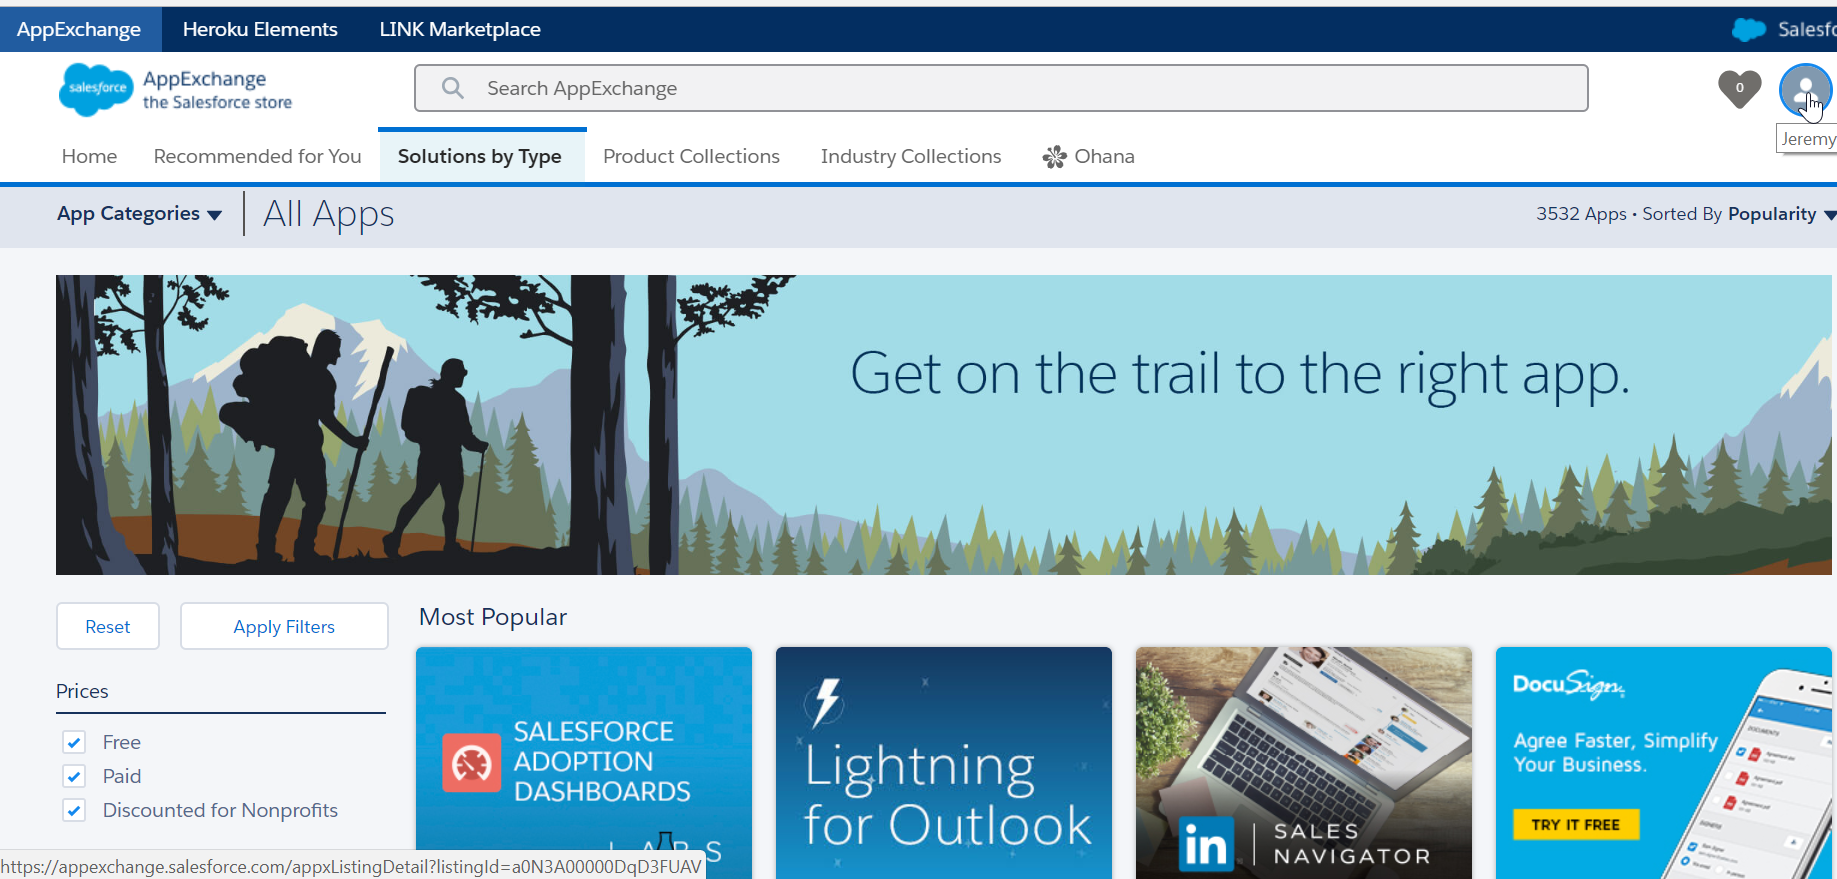 AppExchange Heroku Elements LINK Marketplace Salesfo
salesforce AppExchange
the Salesforce store
Search AppExchange
0
Jeremy
Home Recommended for You Solutions by Type Product Collections Industry Collections Ohana
App Categories All Apps 3532 Apps • Sorted By Popularity
Get on the trail to the right app.
Reset Apply Filters
Most Popular
Prices
Free
Paid
Discounted for Nonprofits
SALESFORCE
ADOPTION
DASHBOARDS
LABS
Lightning
for Outlook
in SALES
NAVIGATOR
DocuSign
Agree Faster, Simplify
Your Business.
TRY IT FREE
DOCUMENTS
https://appexchange.salesforce.com/appxListingDetail?listingId=a0N3A00000DqD3FUAV